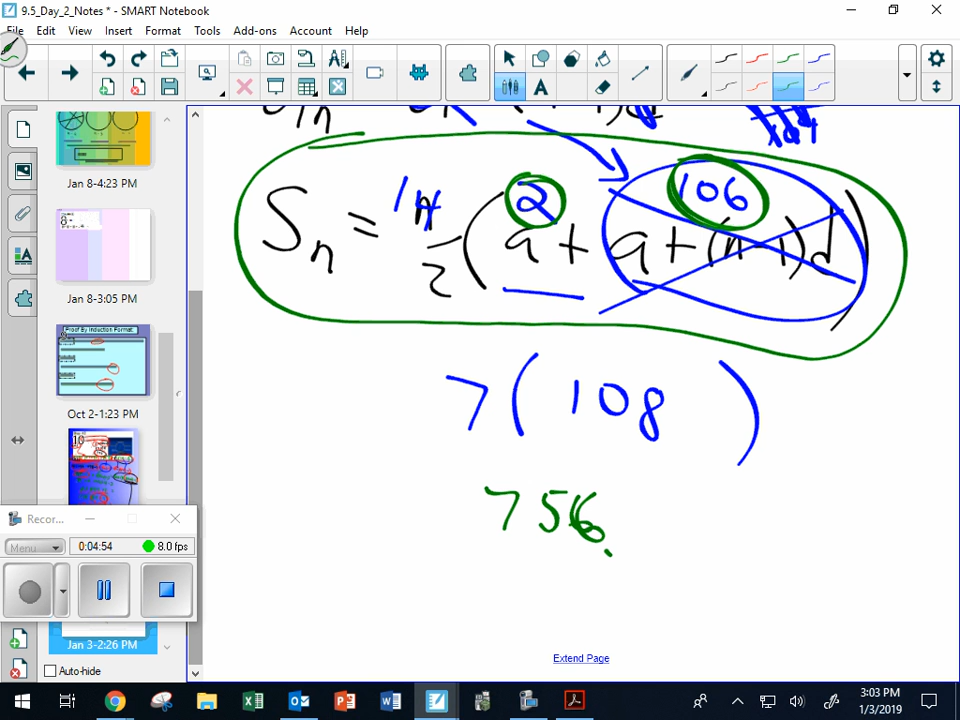 9.5_Day_2_Notes * - SMART Notebook
File Edit View Insert Format Tools Add-ons Account Help
Jan 8-4:23 PM
Jan 8-3:05 PM
Proof By Induction Format:
Oct 2-1:23 PM
Recor...
Menu 0:04:54 8.0 fps
Jan 3-2:26 PM
Auto-hide
14 2 106
Sn = n/2 (a + a + (n-1)d)
7(108)
756.
Extend Page
3:03 PM
1/3/2019